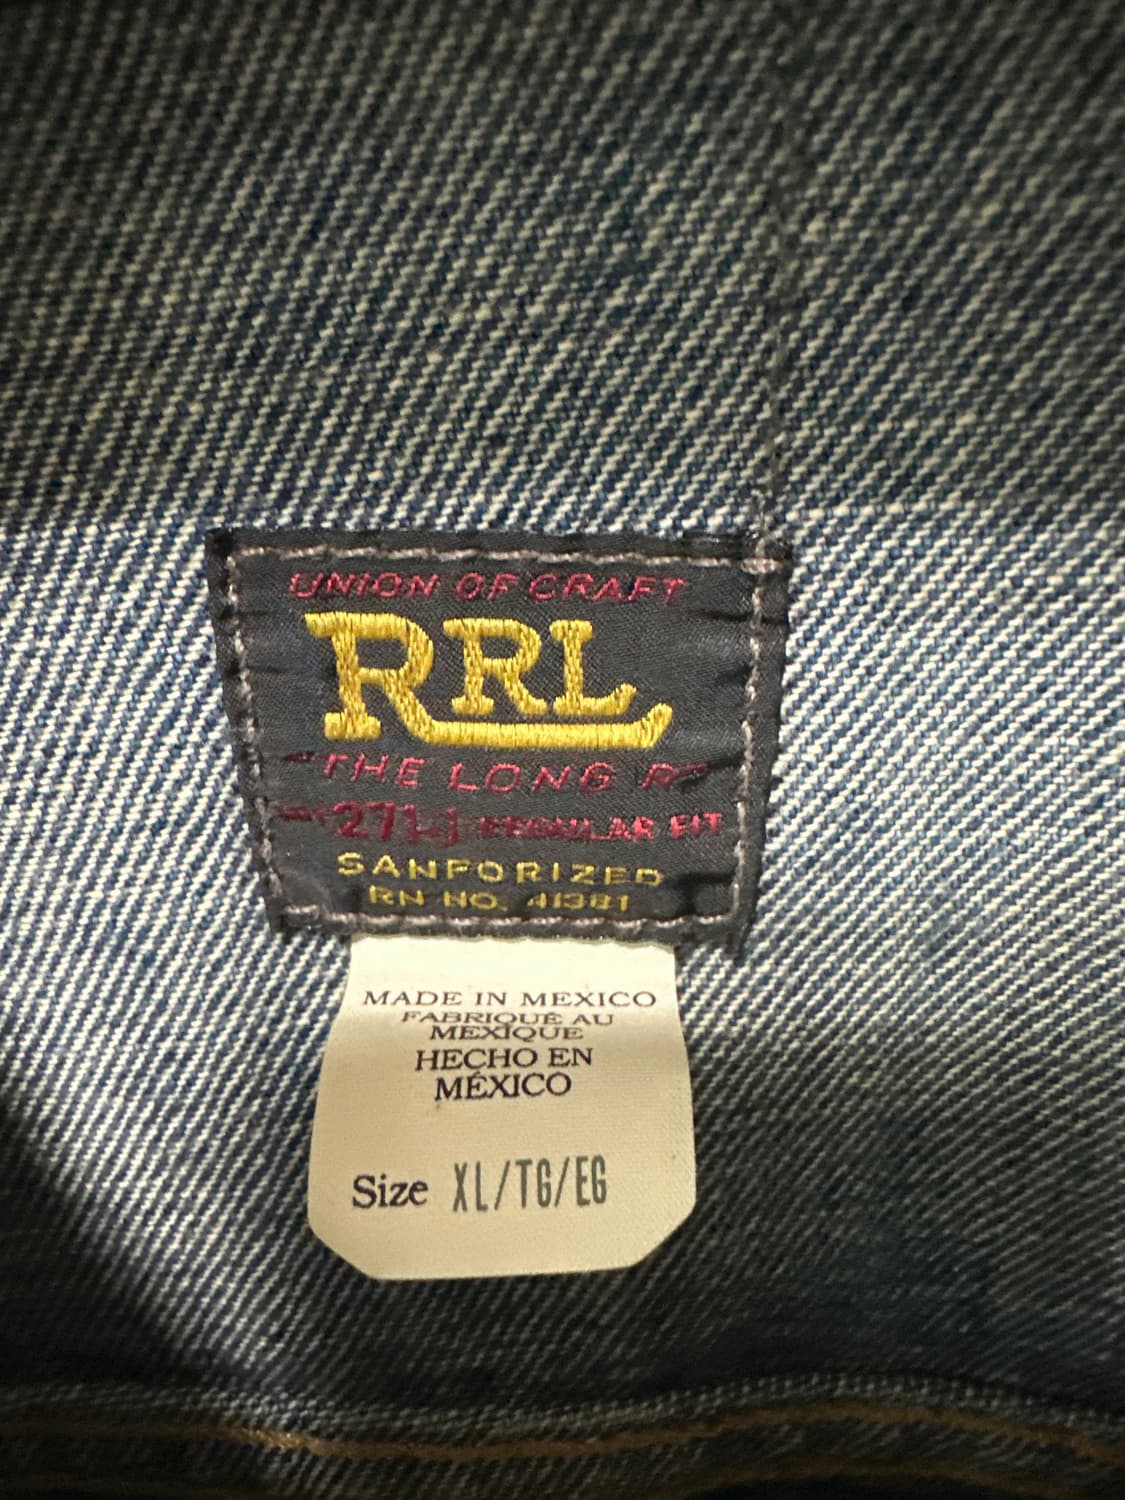 UNION OF CRAFT
RRL
"THE LONG R"
271-J REGULAR FIT
SANFORIZED
RN NO. 41381
MADE IN MEXICO
FABRIQUÉ AU
MEXIQUE
HECHO EN
MÉXICO
Size XL/TG/EG